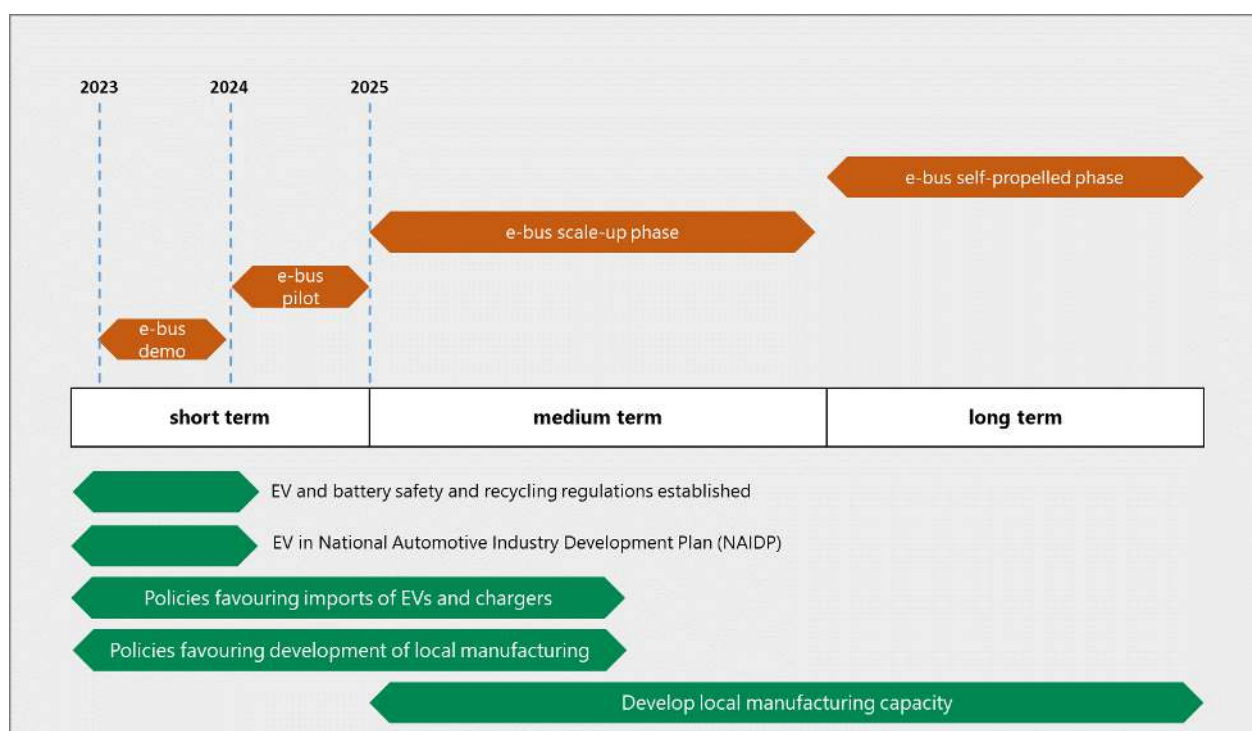 2023
2024
2025
e-bus self-propelled phase
e-bus scale-up phase
e-bus
pilot
e-bus
demo
short term
medium term
long term
EV and battery safety and recycling regulations established
EV in National Automotive Industry Development Plan (NAIDP)
Policies favouring imports of EVs and chargers
Policies favouring development of local manufacturing
Develop local manufacturing capacity